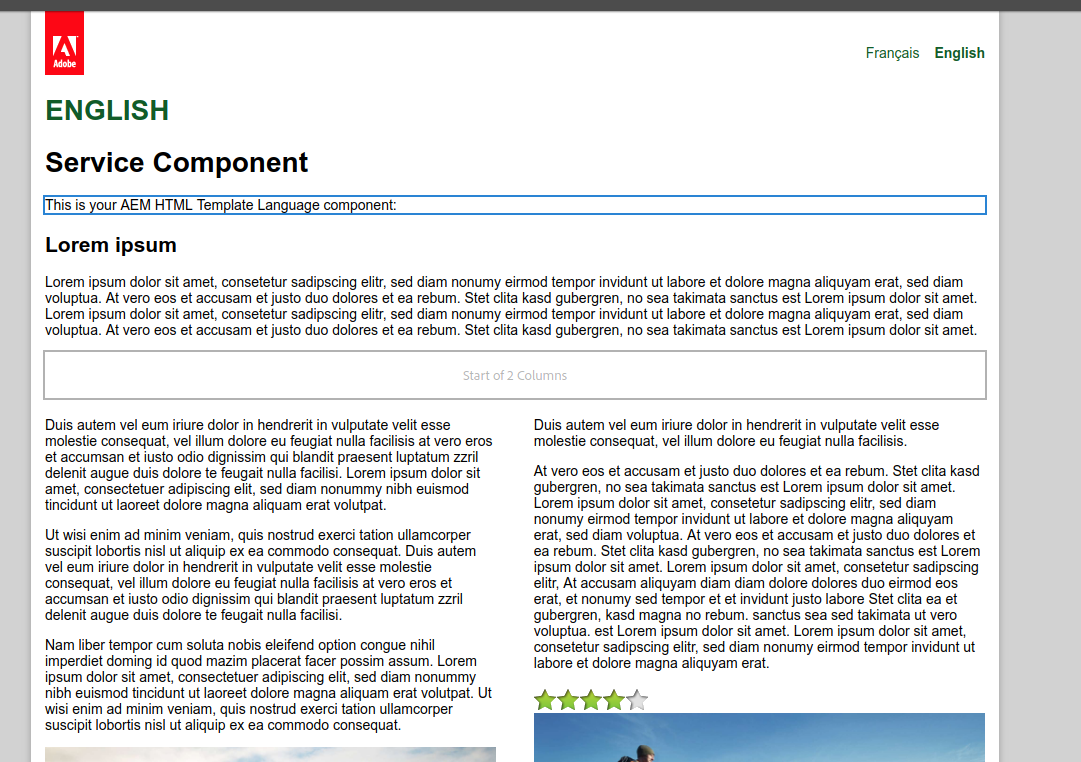 Adobe
Français English
ENGLISH
Service Component
This is your AEM HTML Template Language component:
Lorem ipsum
Lorem ipsum dolor sit amet, consetetur sadipscing elitr, sed diam nonumy eirmod tempor invidunt ut labore et dolore magna aliquyam erat, sed diam
voluptua. At vero eos et accusam et justo duo dolores et ea rebum. Stet clita kasd gubergren, no sea takimata sanctus est Lorem ipsum dolor sit amet.
Lorem ipsum dolor sit amet, consetetur sadipscing elitr, sed diam nonumy eirmod tempor invidunt ut labore et dolore magna aliquyam erat, sed diam
voluptua. At vero eos et accusam et justo duo dolores et ea rebum. Stet clita kasd gubergren, no sea takimata sanctus est Lorem ipsum dolor sit amet.
Start of 2 Columns
Duis autem vel eum iriure dolor in hendrerit in vulputate velit esse
molestie consequat, vel illum dolore eu feugiat nulla facilisis at vero eros
et accumsan et iusto odio dignissim qui blandit praesent luptatum zzril
delenit augue duis dolore te feugait nulla facilisi. Lorem ipsum dolor sit
amet, consectetuer adipiscing elit, sed diam nonummy nibh euismod
tincidunt ut laoreet dolore magna aliquam erat volutpat.
Ut wisi enim ad minim veniam, quis nostrud exerci tation ullamcorper
suscipit lobortis nisl ut aliquip ex ea commodo consequat. Duis autem
vel eum iriure dolor in hendrerit in vulputate velit esse molestie
consequat, vel illum dolore eu feugiat nulla facilisis at vero eros et
accumsan et iusto odio dignissim qui blandit praesent luptatum zzril
delenit augue duis dolore te feugait nulla facilisi.
Nam liber tempor cum soluta nobis eleifend option congue nihil
imperdiet doming id quod mazim placerat facer possim assum. Lorem
ipsum dolor sit amet, consectetuer adipiscing elit, sed diam nonummy
nibh euismod tincidunt ut laoreet dolore magna aliquam erat volutpat. Ut
wisi enim ad minim veniam, quis nostrud exerci tation ullamcorper
suscipit lobortis nisl ut aliquip ex ea commodo consequat.
Duis autem vel eum iriure dolor in hendrerit in vulputate velit esse
molestie consequat, vel illum dolore eu feugiat nulla facilisis.
At vero eos et accusam et justo duo dolores et ea rebum. Stet clita kasd
gubergren, no sea takimata sanctus est Lorem ipsum dolor sit amet.
Lorem ipsum dolor sit amet, consetetur sadipscing elitr, sed diam
nonumy eirmod tempor invidunt ut labore et dolore magna aliquyam
erat, sed diam voluptua. At vero eos et accusam et justo duo dolores et
ea rebum. Stet clita kasd gubergren, no sea takimata sanctus est Lorem
ipsum dolor sit amet. Lorem ipsum dolor sit amet, consetetur sadipscing
elitr, At accusam aliquyam diam diam dolore dolores duo eirmod eos
erat, et nonumy sed tempor et et invidunt justo labore Stet clita ea et
gubergren, kasd magna no rebum. sanctus sea sed takimata ut vero
voluptua. est Lorem ipsum dolor sit amet. Lorem ipsum dolor sit amet,
consetetur sadipscing elitr, sed diam nonumy eirmod tempor invidunt ut
labore et dolore magna aliquyam erat.